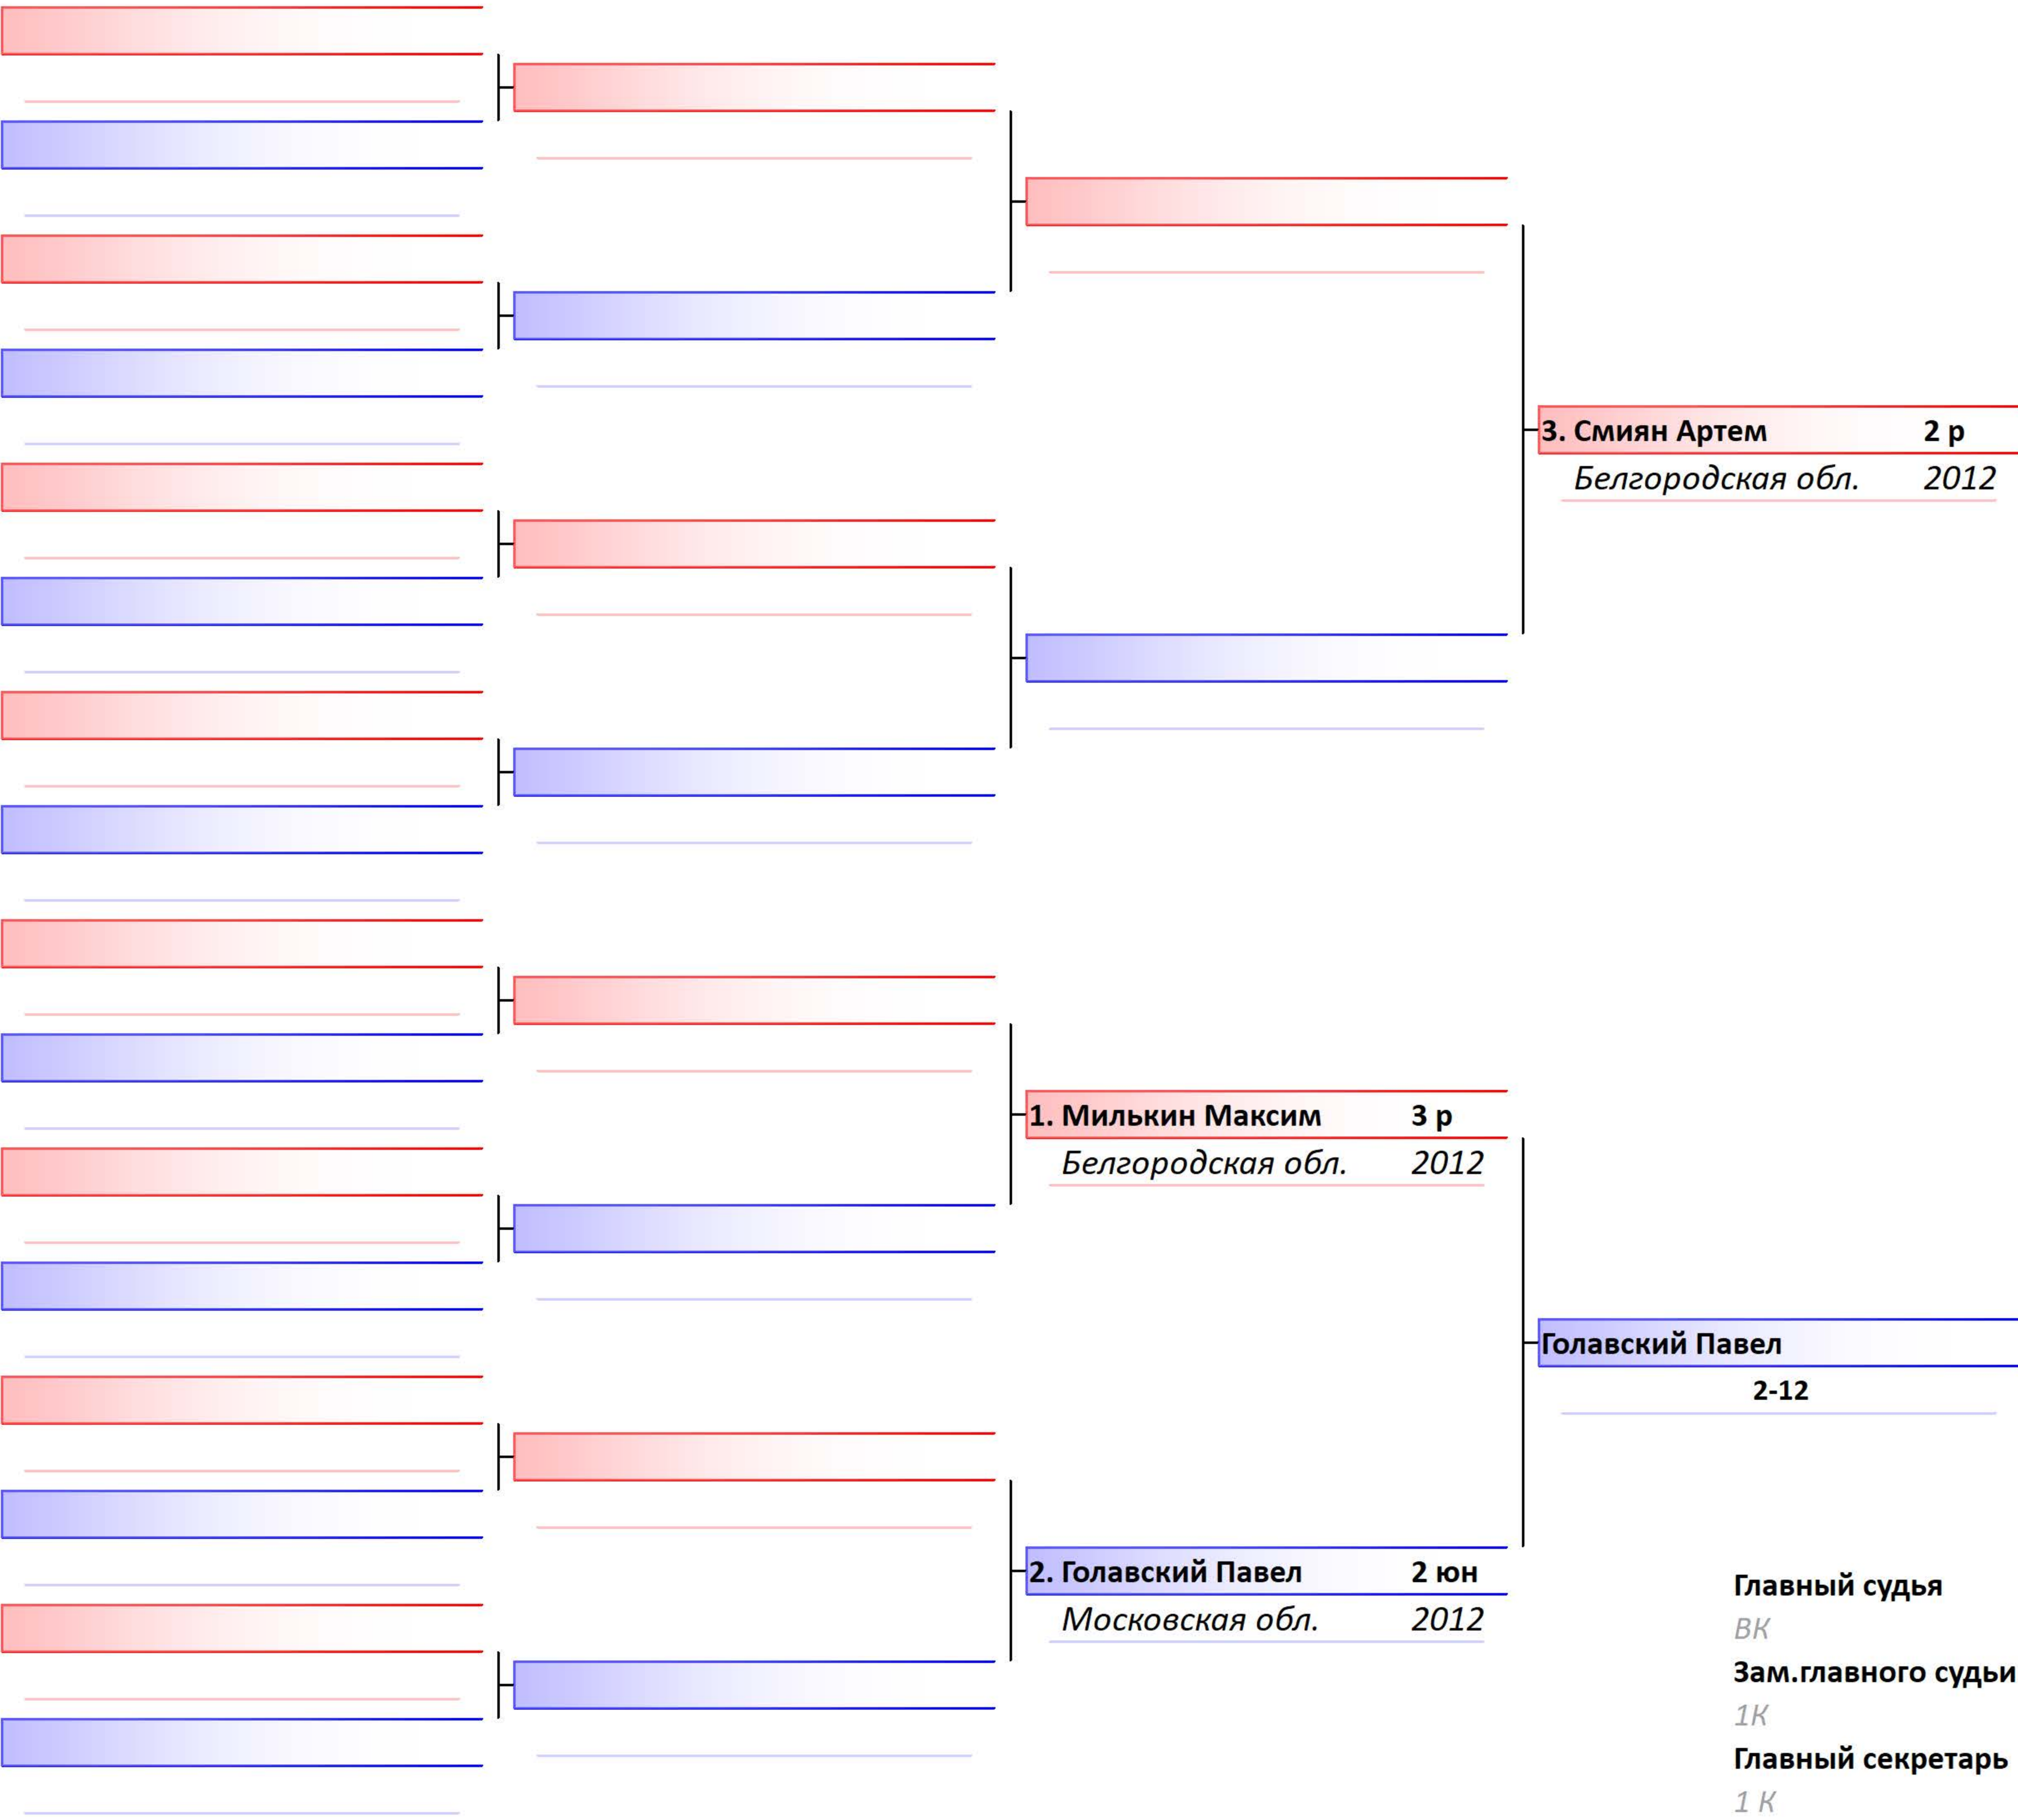 3. Смиян Артем 2 р
Белгородская обл. 2012
1. Милькин Максим 3 р
Белгородская обл. 2012
Голавский Павел
2-12
2. Голавский Павел 2 юн
Московская обл. 2012
Главный судья
ВК
Зам.главного судьи
1К
Главный секретарь
1 К